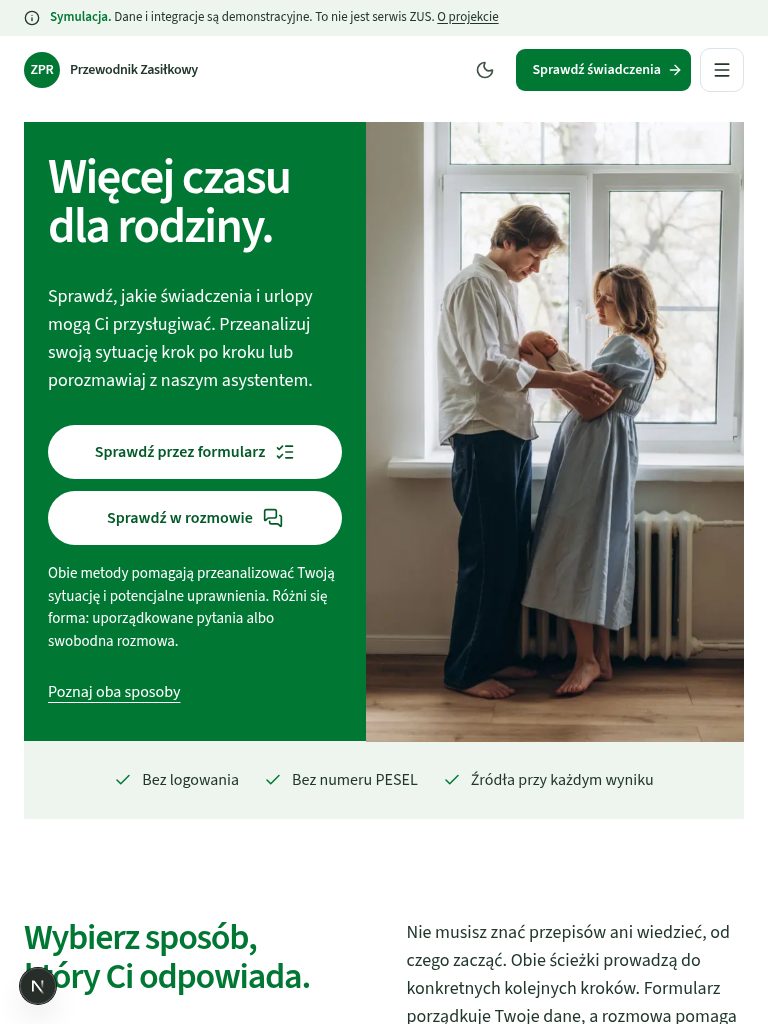 Symulacja. Dane i integracje są demonstracyjne. To nie jest serwis ZUS. O projekcie
ZPR
Przewodnik Zasiłkowy
Sprawdź świadczenia
Więcej czasu
dla rodziny.
Sprawdź, jakie świadczenia i urlopy
mogą Ci przysługiwać. Przeanalizuj
swoją sytuację krok po kroku lub
porozmawiaj z naszym asystentem.
Sprawdź przez formularz
Sprawdź w rozmowie
Obie metody pomagają przeanalizować Twoją
sytuację i potencjalne uprawnienia. Różni się
forma: uporządkowane pytania albo
swobodna rozmowa.
Poznaj oba sposoby
Bez logowania
Bez numeru PESEL
Źródła przy każdym wyniku
Wybierz sposób,
który Ci odpowiada.
Nie musisz znać przepisów ani wiedzieć, od
czego zacząć. Obie ścieżki prowadzą do
konkretnych kolejnych kroków. Formularz
porządkuje Twoje dane, a rozmowa pomaga
N